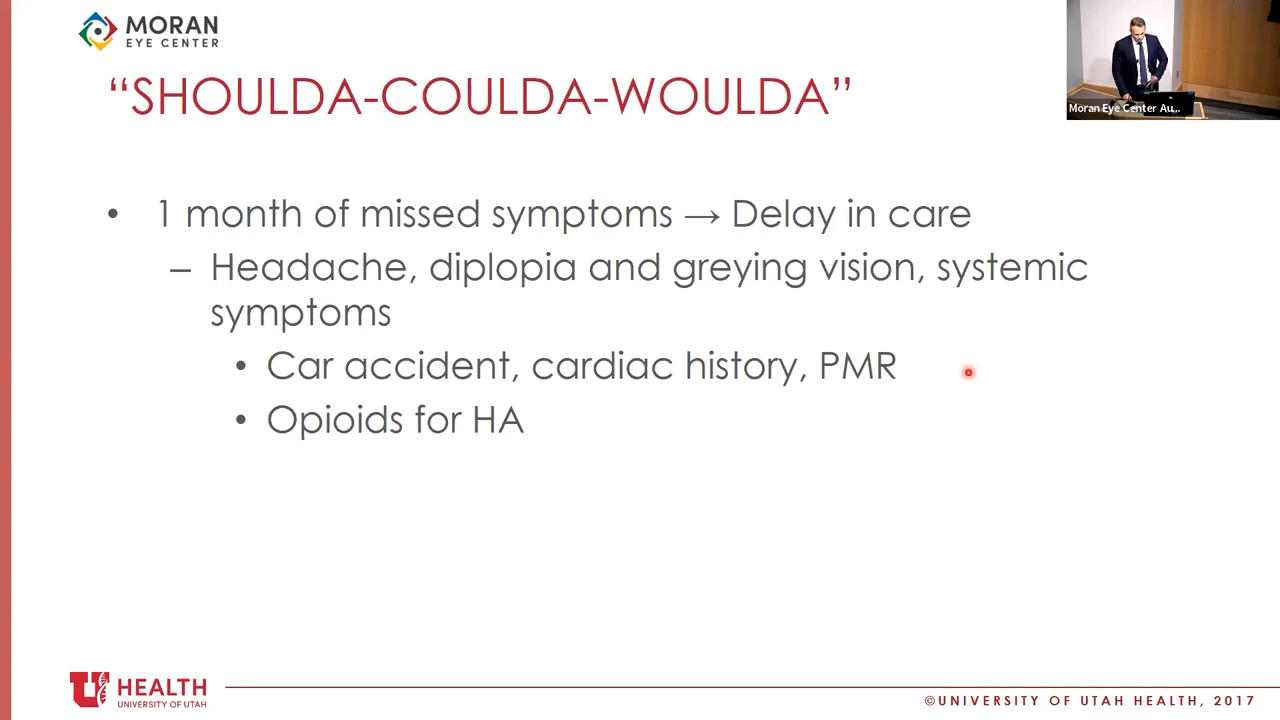 MORAN
EYE CENTER
Moran Eye Center Au...
“SHOULDA-COULDA-WOULDA”
• 1 month of missed symptoms → Delay in care
– Headache, diplopia and greying vision, systemic
symptoms
• Car accident, cardiac history, PMR
• Opioids for HA
U HEALTH
UNIVERSITY OF UTAH
©UNIVERSITY OF UTAH HEALTH, 2017